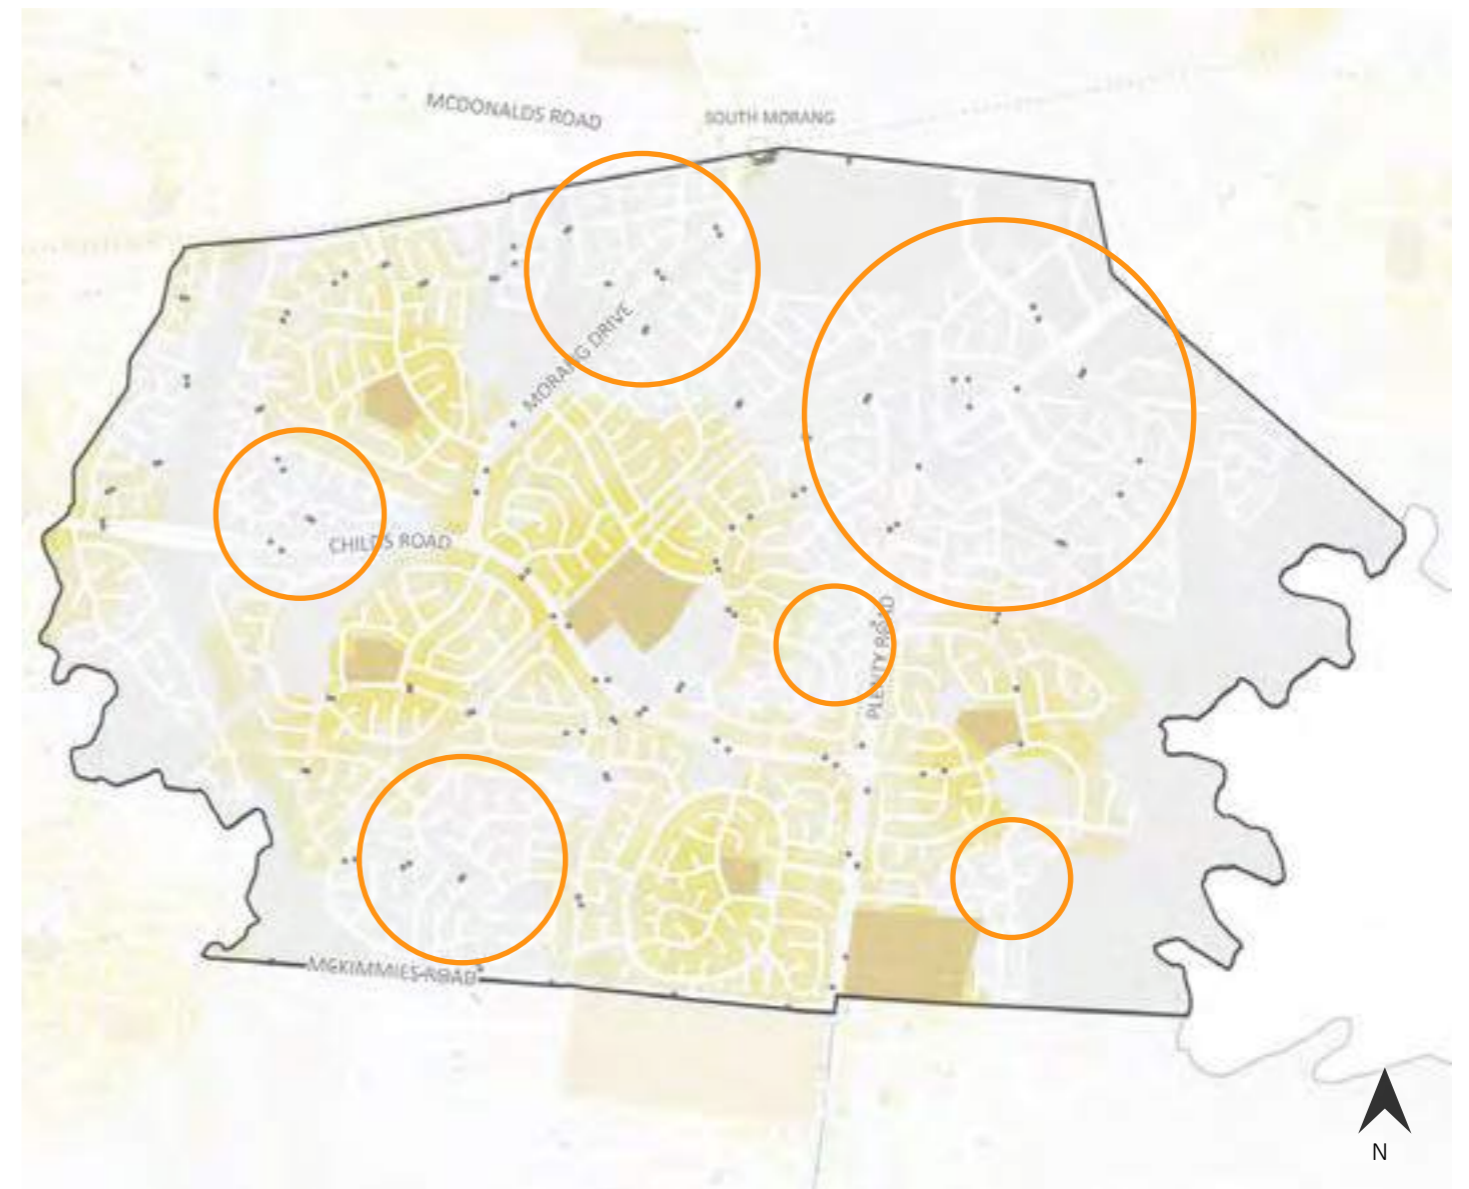 MCDONALDS ROAD
SOUTH MORANG
MORANG DRIVE
CHILDS ROAD
PLENTY ROAD
MCKIMMIES ROAD
N